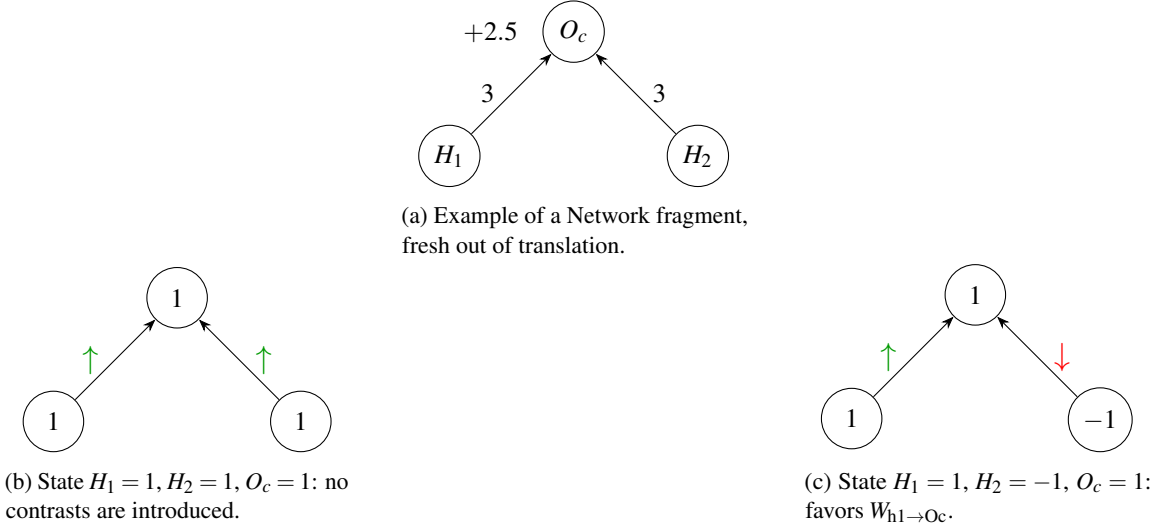 +2.5 O_c
3 3
H_1 H_2
(a) Example of a Network fragment,
fresh out of translation.
1
↑ ↑
1 1
(b) State H_1 = 1, H_2 = 1, O_c = 1: no
contrasts are introduced.
1
↑ ↓
1 −1
(c) State H_1 = 1, H_2 = −1, O_c = 1:
favors W_{h1→Oc}.